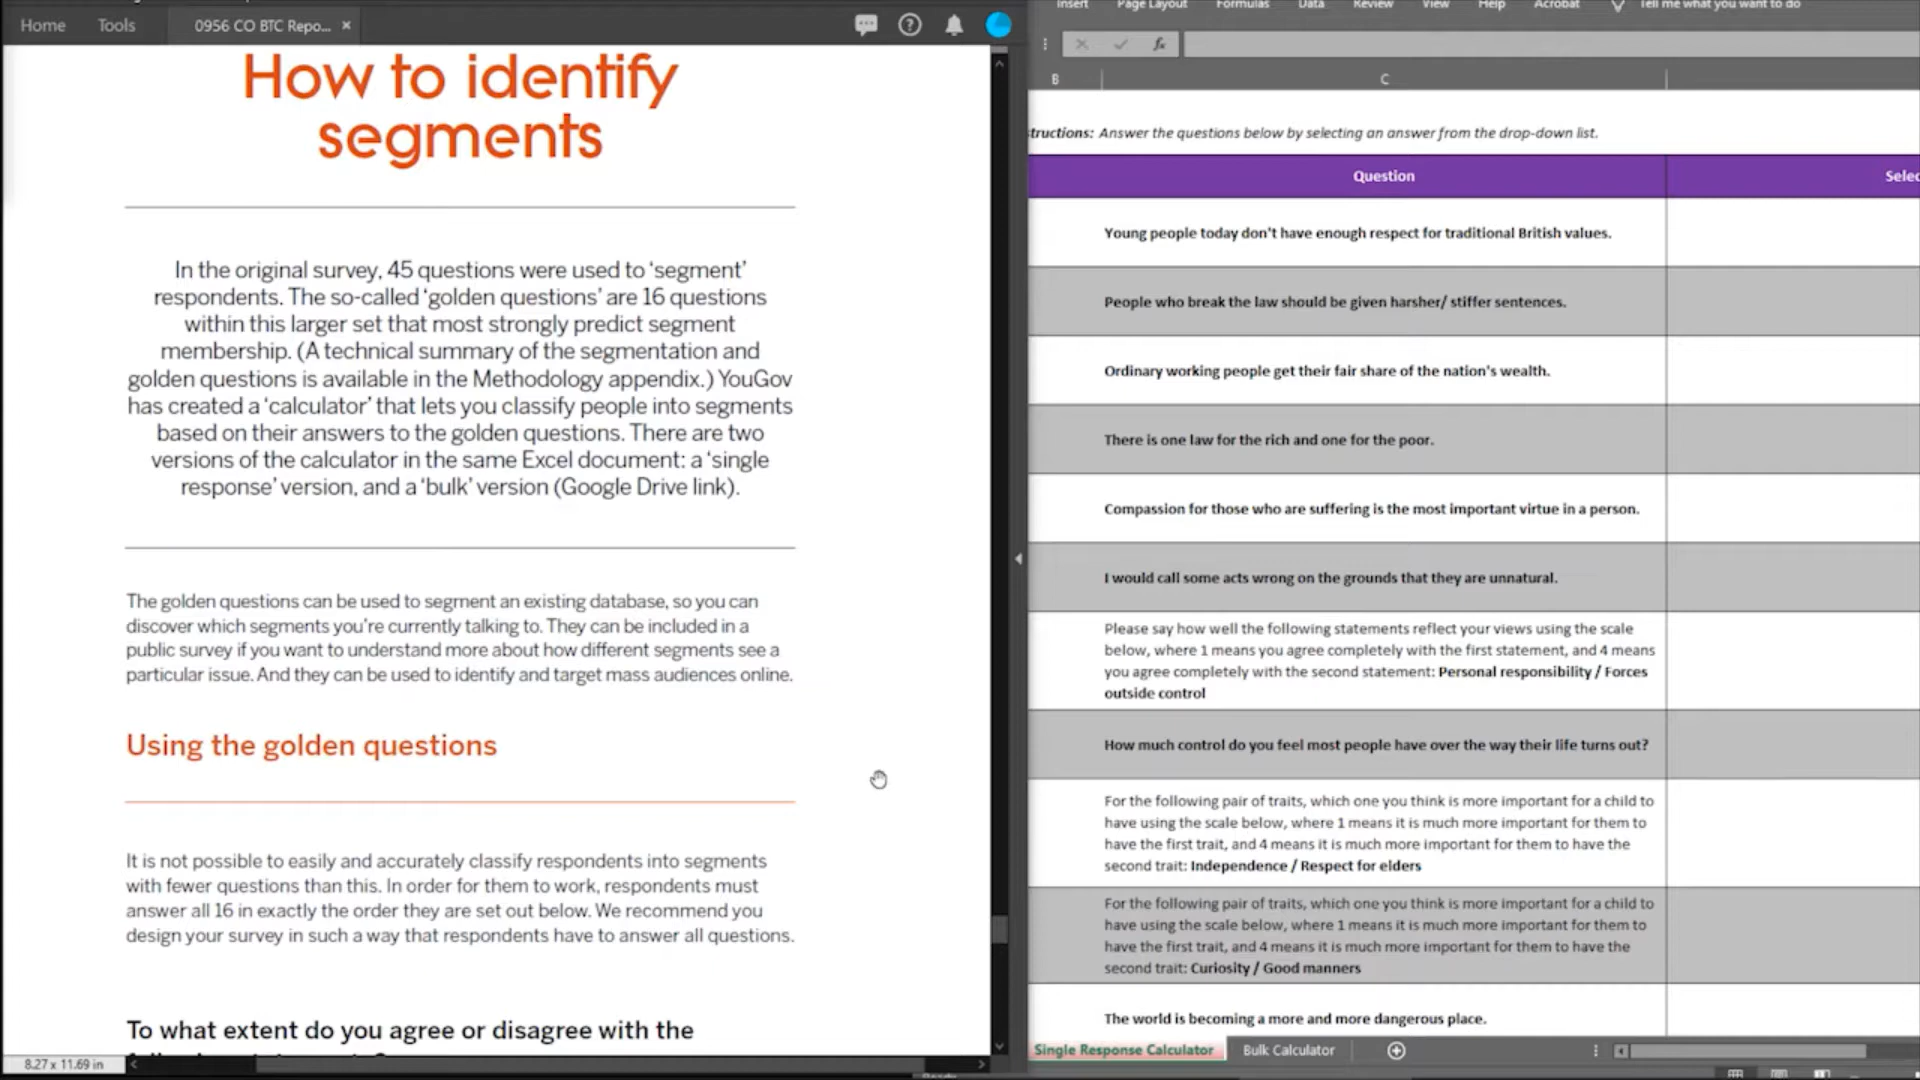 Home
Tools
0956 CO BTC Repo...
How to identify
segments
In the original survey, 45 questions were used to ‘segment’
respondents. The so-called ‘golden questions’ are 16 questions
within this larger set that most strongly predict segment
membership. (A technical summary of the segmentation and
golden questions is available in the Methodology appendix.) YouGov
has created a ‘calculator’ that lets you classify people into segments
based on their answers to the golden questions. There are two
versions of the calculator in the same Excel document: a ‘single
response’ version, and a ‘bulk’ version (Google Drive link).
The golden questions can be used to segment an existing database, so you can
discover which segments you’re currently talking to. They can be included in a
public survey if you want to understand more about how different segments see a
particular issue. And they can be used to identify and target mass audiences online.
Using the golden questions
It is not possible to easily and accurately classify respondents into segments
with fewer questions than this. In order for them to work, respondents must
answer all 16 in exactly the order they are set out below. We recommend you
design your survey in such a way that respondents have to answer all questions.
To what extent do you agree or disagree with the
8.27 x 11.69 in
Insert Page Layout Formulas Data Review View Help Acrobat Tell me what you want to do
fx
B C
tructions: Answer the questions below by selecting an answer from the drop-down list.
Question Selec
Young people today don't have enough respect for traditional British values.
People who break the law should be given harsher/ stiffer sentences.
Ordinary working people get their fair share of the nation's wealth.
There is one law for the rich and one for the poor.
Compassion for those who are suffering is the most important virtue in a person.
I would call some acts wrong on the grounds that they are unnatural.
Please say how well the following statements reflect your views using the scale
below, where 1 means you agree completely with the first statement, and 4 means
you agree completely with the second statement: Personal responsibility / Forces
outside control
How much control do you feel most people have over the way their life turns out?
For the following pair of traits, which one you think is more important for a child to
have using the scale below, where 1 means it is much more important for them to
have the first trait, and 4 means it is much more important for them to have the
second trait: Independence / Respect for elders
For the following pair of traits, which one you think is more important for a child to
have using the scale below, where 1 means it is much more important for them to
have the first trait, and 4 means it is much more important for them to have the
second trait: Curiosity / Good manners
The world is becoming a more and more dangerous place.
Single Response Calculator Bulk Calculator